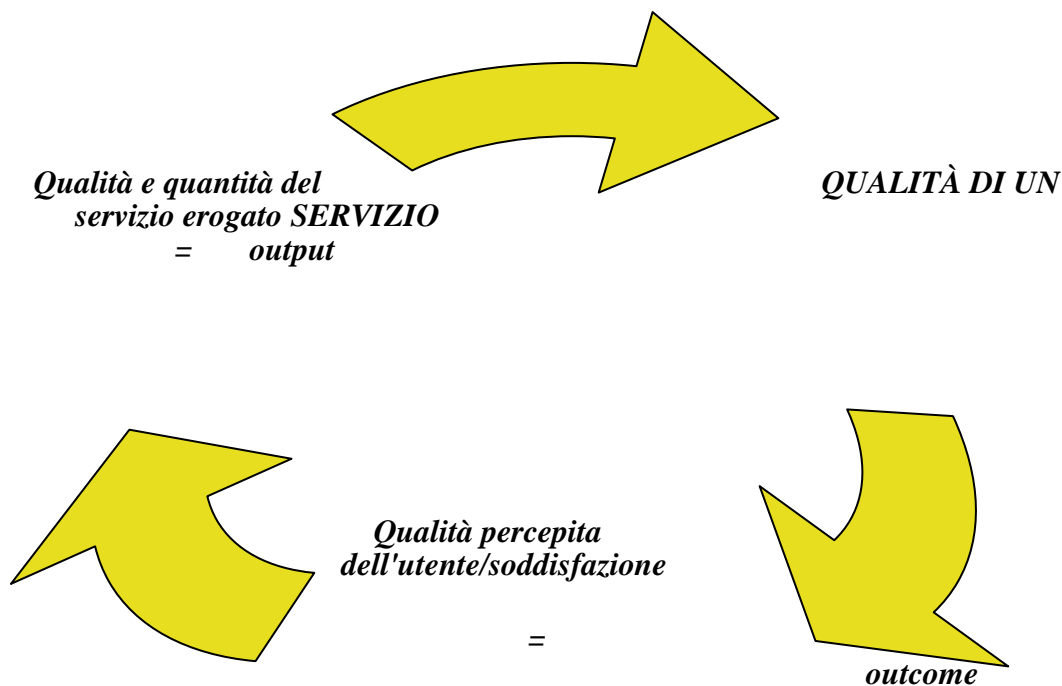 Qualità e quantità del QUALITÀ DI UN
servizio erogato SERVIZIO
= output
Qualità percepita
dell'utente/soddisfazione
=
outcome